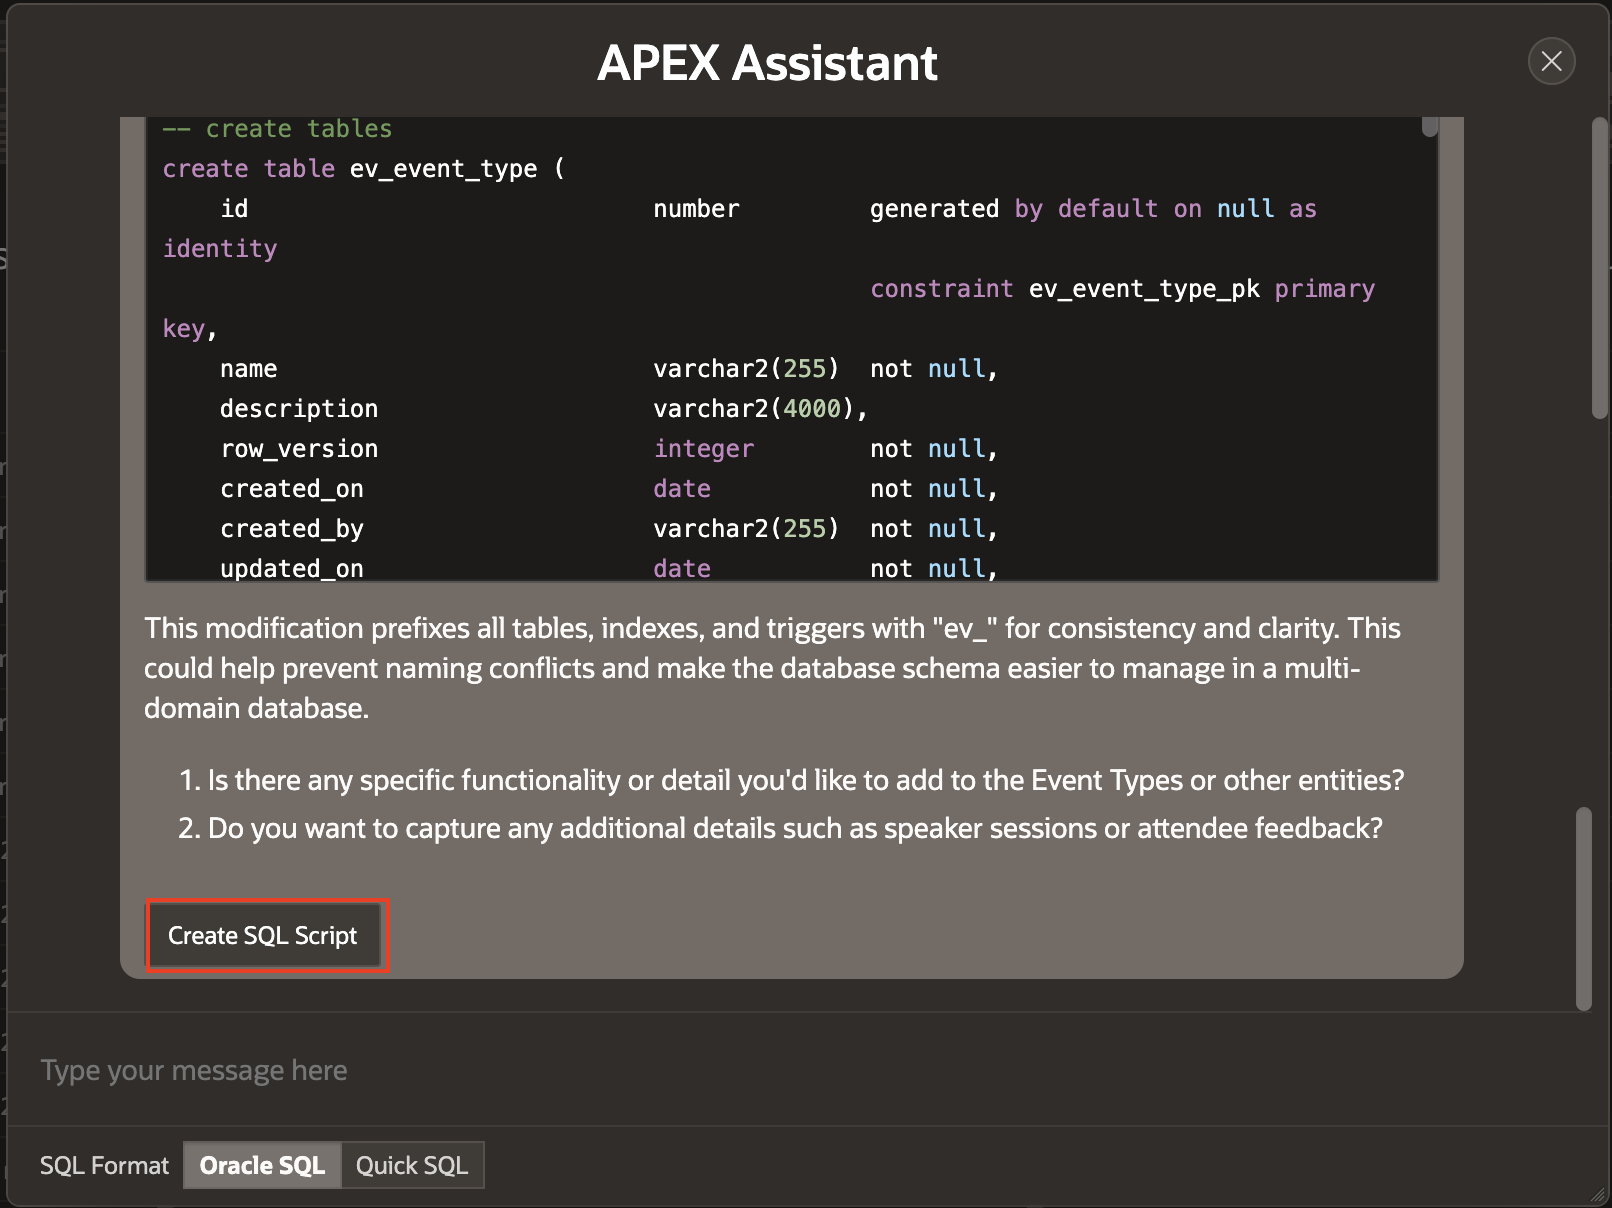 APEX Assistant
-- create tables
create table ev_event_type (
id number generated by default on null as
identity
constraint ev_event_type_pk primary
key,
name varchar2(255) not null,
description varchar2(4000),
row_version integer not null,
created_on date not null,
created_by varchar2(255) not null,
updated_on date not null,
This modification prefixes all tables, indexes, and triggers with "ev_" for consistency and clarity. This
could help prevent naming conflicts and make the database schema easier to manage in a multi-
domain database.
1. Is there any specific functionality or detail you'd like to add to the Event Types or other entities?
2. Do you want to capture any additional details such as speaker sessions or attendee feedback?
Create SQL Script
Type your message here
SQL Format Oracle SQL Quick SQL